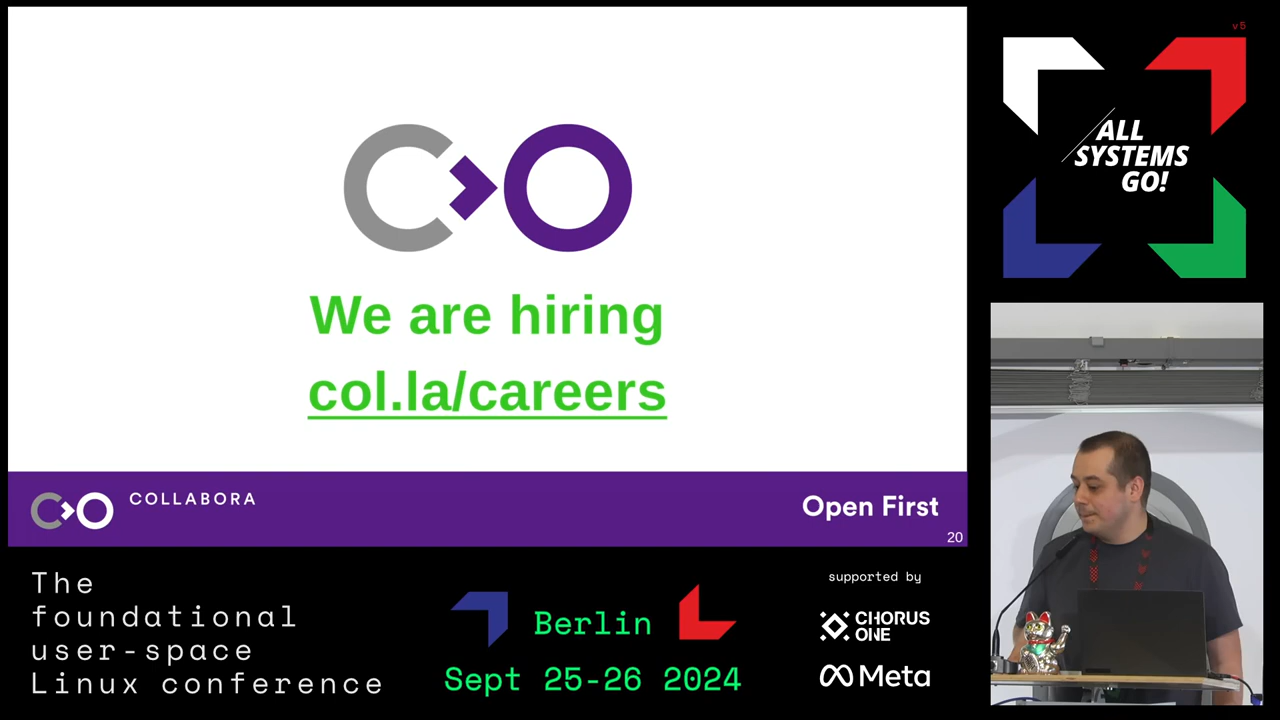 We are hiring
col.la/careers
COLLABORA
Open First
20
v5
ALL
SYSTEMS
GO!
The
foundational
user-space
Linux conference
Berlin
Sept 25-26 2024
supported by
CHORUS
ONE
Meta